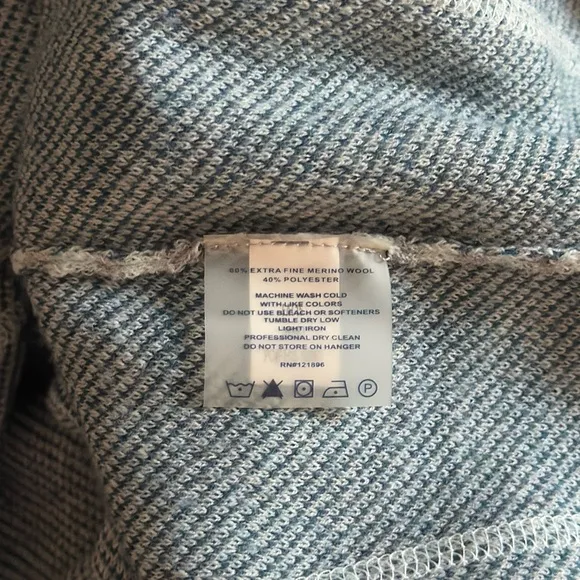 60% EXTRA FINE MERINO WOOL
40% POLYESTER
MACHINE WASH COLD
WITH LIKE COLORS
DO NOT USE BLEACH OR SOFTENERS
TUMBLE DRY LOW
LIGHT IRON
PROFESSIONAL DRY CLEAN
DO NOT STORE ON HANGER
RN#121896
P